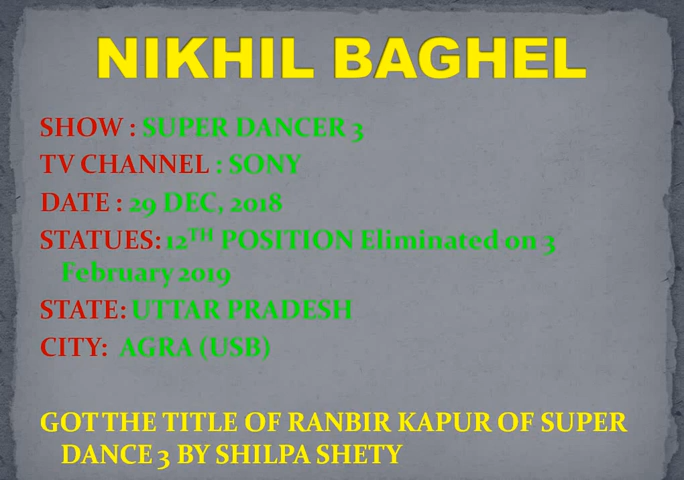 NIKHIL BAGHEL
SHOW : SUPER DANCER 3
TV CHANNEL : SONY
DATE : 29 DEC, 2018
STATUES: 12TH POSITION Eliminated on 3
February 2019
STATE: UTTAR PRADESH
CITY: AGRA (USB)
GOT THE TITLE OF RANBIR KAPUR OF SUPER
DANCE 3 BY SHILPA SHETY